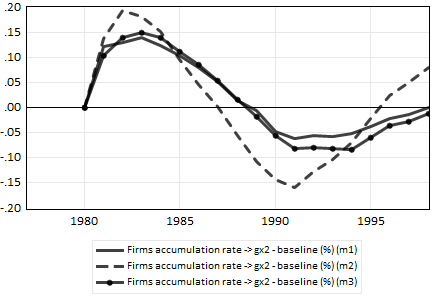 .20
.15
.10
.05
.00
-.05
-.10
-.15
-.20
1980 1985 1990 1995
Firms accumulation rate -> gx2 - baseline (%) (m1)
Firms accumulation rate -> gx2 - baseline (%) (m2)
Firms accumulation rate -> gx2 - baseline (%) (m3)